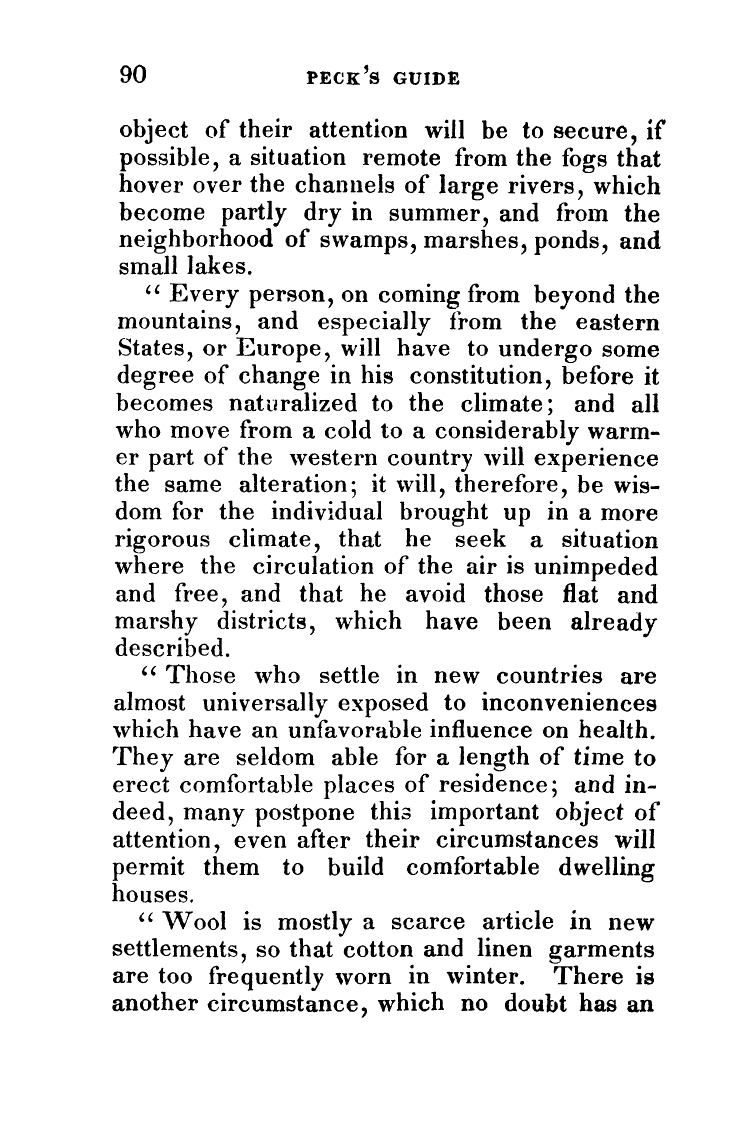 90 PECK'S GUIDE
object of their attention will be to secure, if
possible, a situation remote from the fogs that
hover over the channels of large rivers, which
become partly dry in summer, and from the
neighborhood of swamps, marshes, ponds, and
small lakes.
“ Every person, on coming from beyond the
mountains, and especially from the eastern
States, or Europe, will have to undergo some
degree of change in his constitution, before it
becomes naturalized to the climate; and all
who move from a cold to a considerably warm-
er part of the western country will experience
the same alteration; it will, therefore, be wis-
dom for the individual brought up in a more
rigorous climate, that he seek a situation
where the circulation of the air is unimpeded
and free, and that he avoid those flat and
marshy districts, which have been already
described.
“ Those who settle in new countries are
almost universally exposed to inconveniences
which have an unfavorable influence on health.
They are seldom able for a length of time to
erect comfortable places of residence; and in-
deed, many postpone this important object of
attention, even after their circumstances will
permit them to build comfortable dwelling
houses.
“ Wool is mostly a scarce article in new
settlements, so that cotton and linen garments
are too frequently worn in winter. There is
another circumstance, which no doubt has an